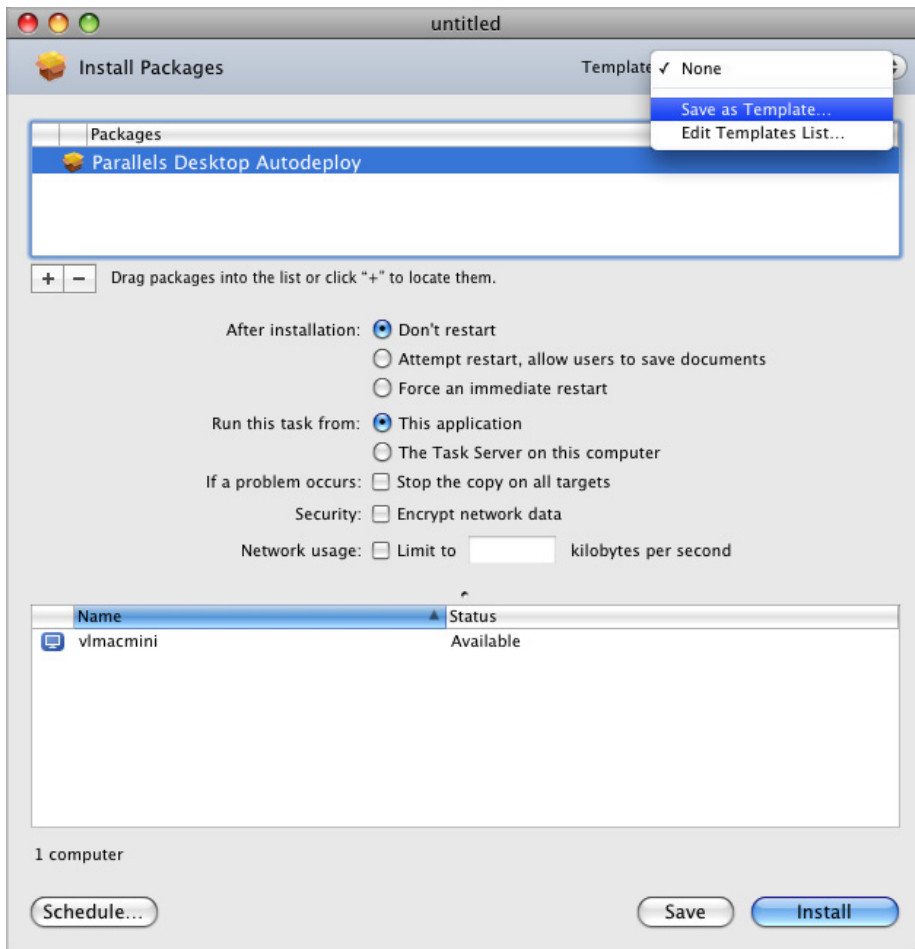 untitled
Install Packages
Template
✓ None
Save as Template...
Edit Templates List...
Packages
Parallels Desktop Autodeploy
+ − Drag packages into the list or click “+” to locate them.
After installation: Don't restart
Attempt restart, allow users to save documents
Force an immediate restart
Run this task from: This application
The Task Server on this computer
If a problem occurs: Stop the copy on all targets
Security: Encrypt network data
Network usage: Limit to kilobytes per second
Name Status
vlmacmini Available
1 computer
Schedule... Save Install